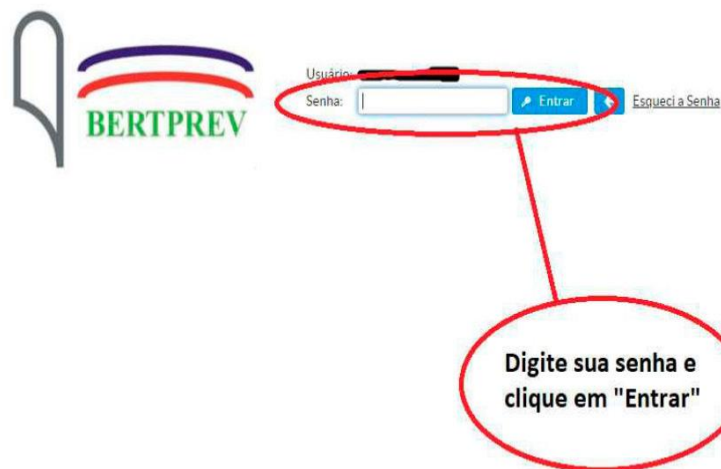 BERTPREV
Usuário:
Senha:
Entrar
Esqueci a Senha
Digite sua senha e
clique em "Entrar"